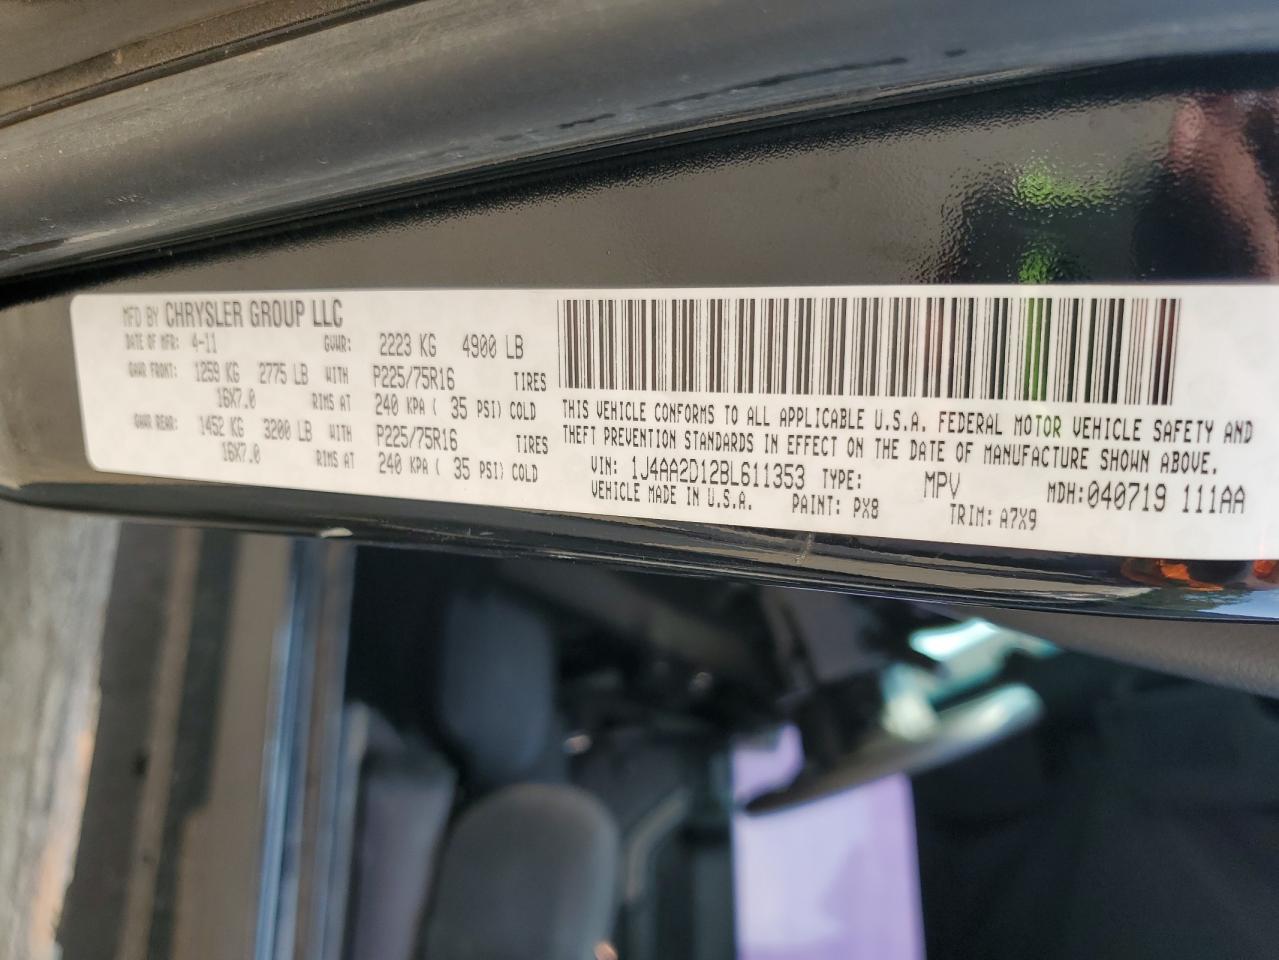 MFD BY CHRYSLER GROUP LLC
DATE OF MFR: 4-11 GVWR: 2223 KG 4900 LB
GAWR FRONT: 1259 KG 2775 LB WITH P225/75R16 TIRES
16X7.0 RIMS AT 240 KPA ( 35 PSI) COLD
GAWR REAR: 1452 KG 3200 LB WITH P225/75R16 TIRES
16X7.0 RIMS AT 240 KPA ( 35 PSI) COLD
THIS VEHICLE CONFORMS TO ALL APPLICABLE U.S.A. FEDERAL MOTOR VEHICLE SAFETY AND
THEFT PREVENTION STANDARDS IN EFFECT ON THE DATE OF MANUFACTURE SHOWN ABOVE.
VIN: 1J4AA2D12BL611353 TYPE: MPV MDH:040719 111AA
VEHICLE MADE IN U.S.A. PAINT: PX8 TRIM: A7X9